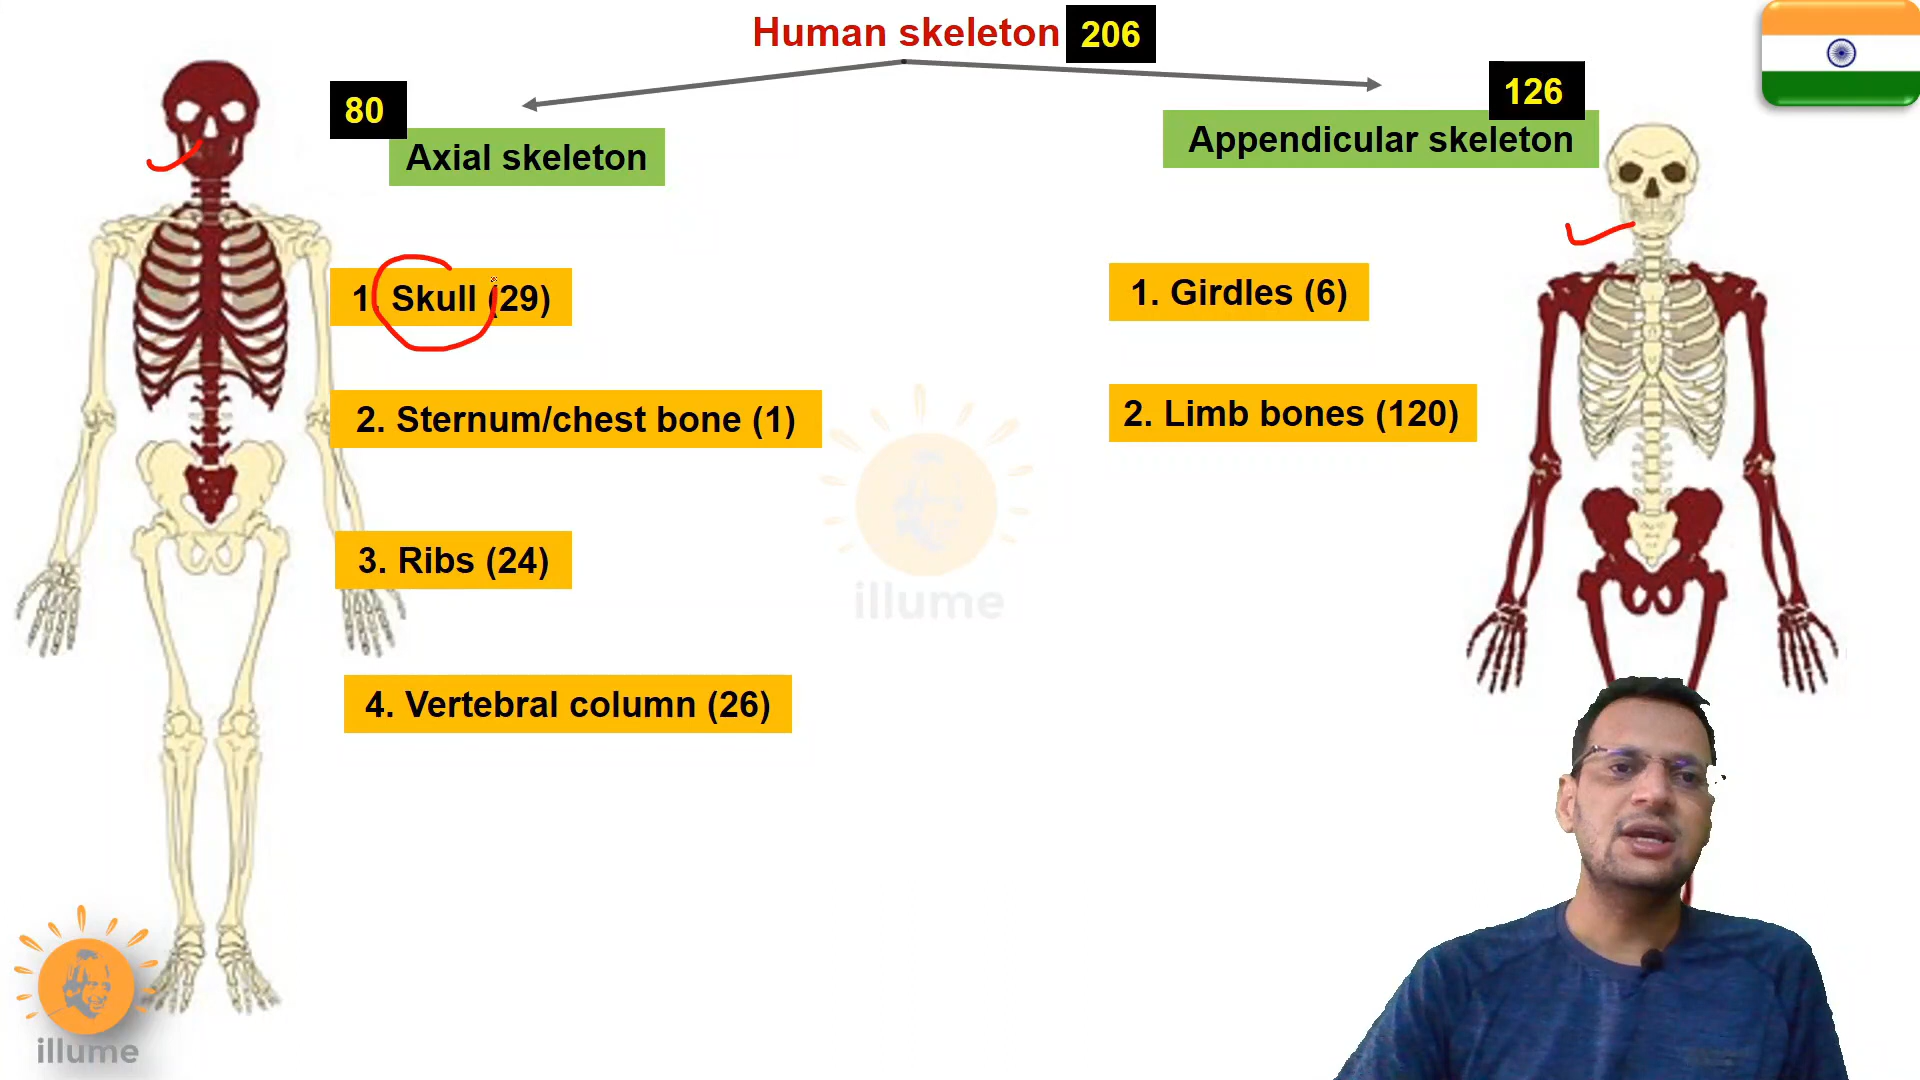 Human skeleton 206
80
Axial skeleton
126
Appendicular skeleton
1. Skull (29)
2. Sternum/chest bone (1)
3. Ribs (24)
4. Vertebral column (26)
1. Girdles (6)
2. Limb bones (120)
illume
illume